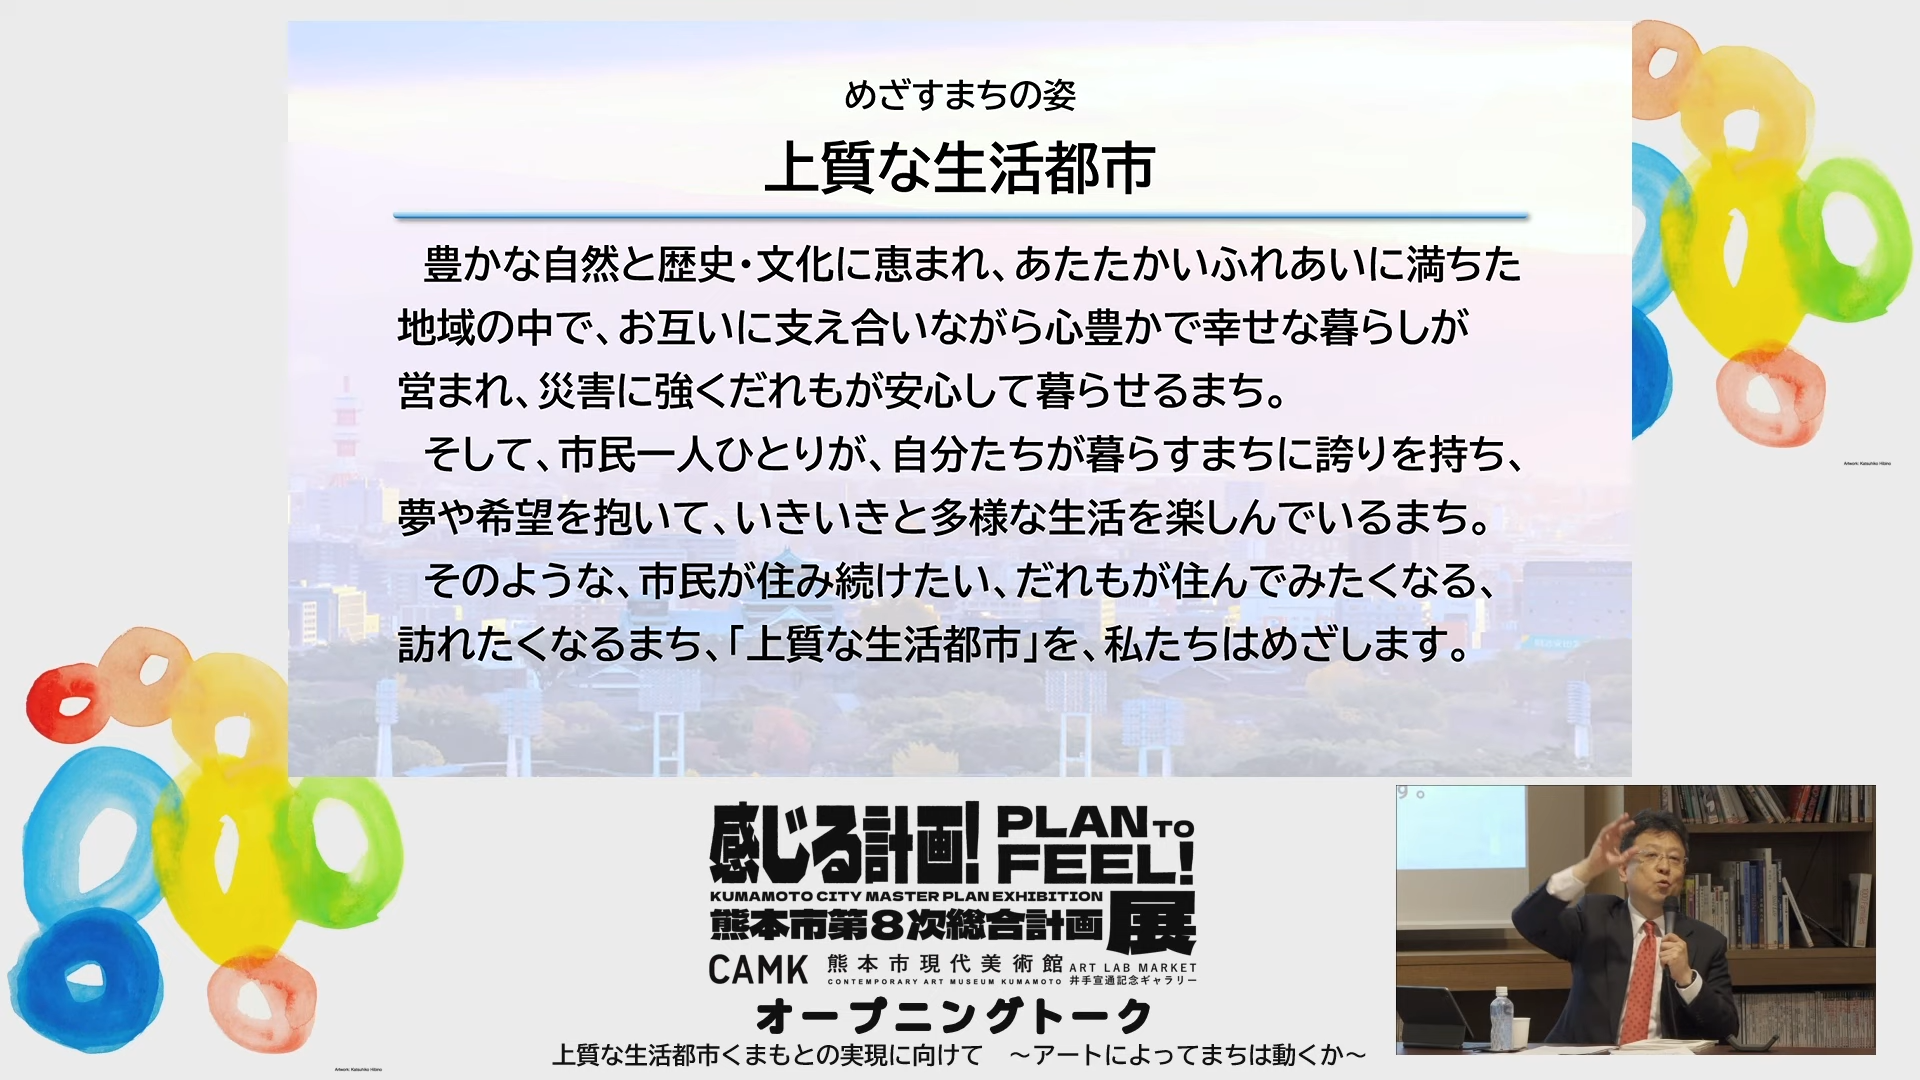 めざすまちの姿
上質な生活都市
豊かな自然と歴史・文化に恵まれ、あたたかいふれあいに満ちた
地域の中で、お互いに支え合いながら心豊かで幸せな暮らしが
営まれ、災害に強くだれもが安心して暮らせるまち。
そして、市民一人ひとりが、自分たちが暮らすまちに誇りを持ち、
夢や希望を抱いて、いきいきと多様な生活を楽しんでいるまち。
そのような、市民が住み続けたい、だれもが住んでみたくなる、
訪れたくなるまち、「上質な生活都市」を、私たちはめざします。
Artwork: Katsuhiko Hibino
感じる計画! PLAN TO FEEL!
KUMAMOTO CITY MASTER PLAN EXHIBITION
熊本市第8次総合計画展
CAMK 熊本市現代美術館 ART LAB MARKET
CONTEMPORARY ART MUSEUM KUMAMOTO 井手宣通記念ギャラリー
オープニングトーク
上質な生活都市くまもとの実現に向けて ～アートによってまちは動くか～
Artwork: Katsuhiko Hibino
す。